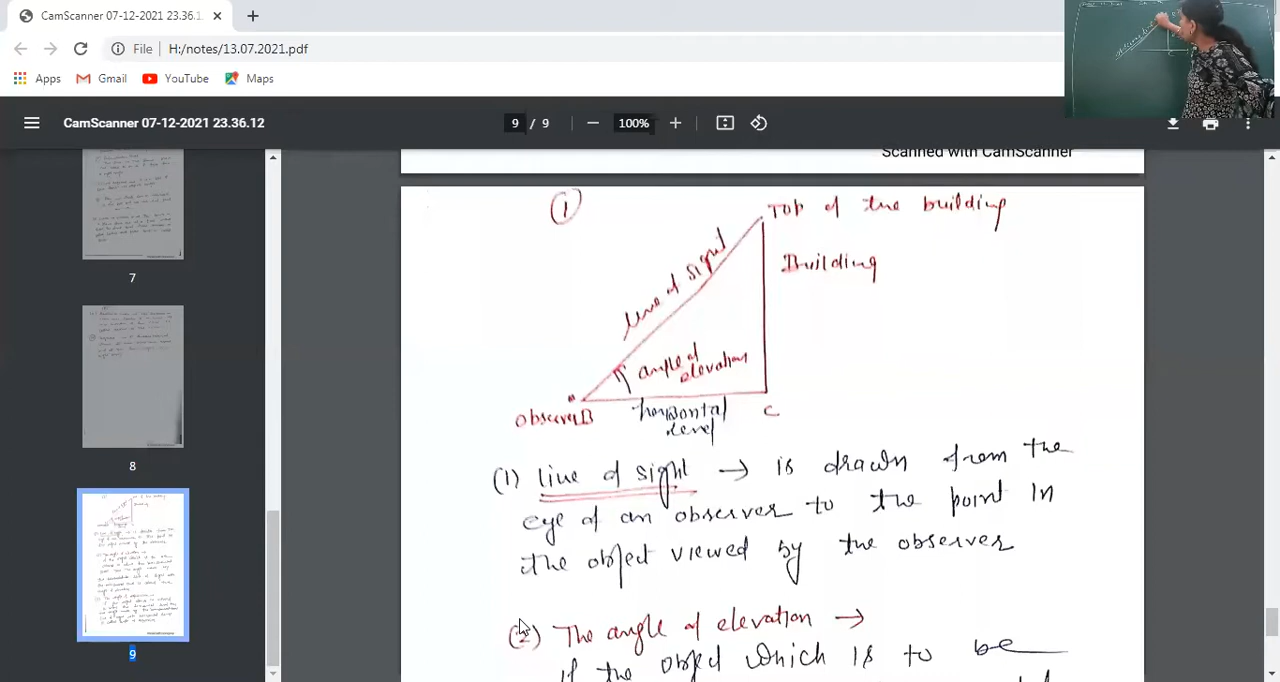 CamScanner 07-12-2021 23.36.1
File H:/notes/13.07.2021.pdf
Apps Gmail YouTube Maps
CamScanner 07-12-2021 23.36.12
9 / 9
100%
7
8
9
Scanned with CamScanner
1
Top of the building
Building
line of sight
angle of
elevation
Observer B
horizontal
level
C
(1) line of sight → is drawn from the
eye of an observer to the point in
the object viewed by the observer
(2) The angle of elevation →
if the object which is to be